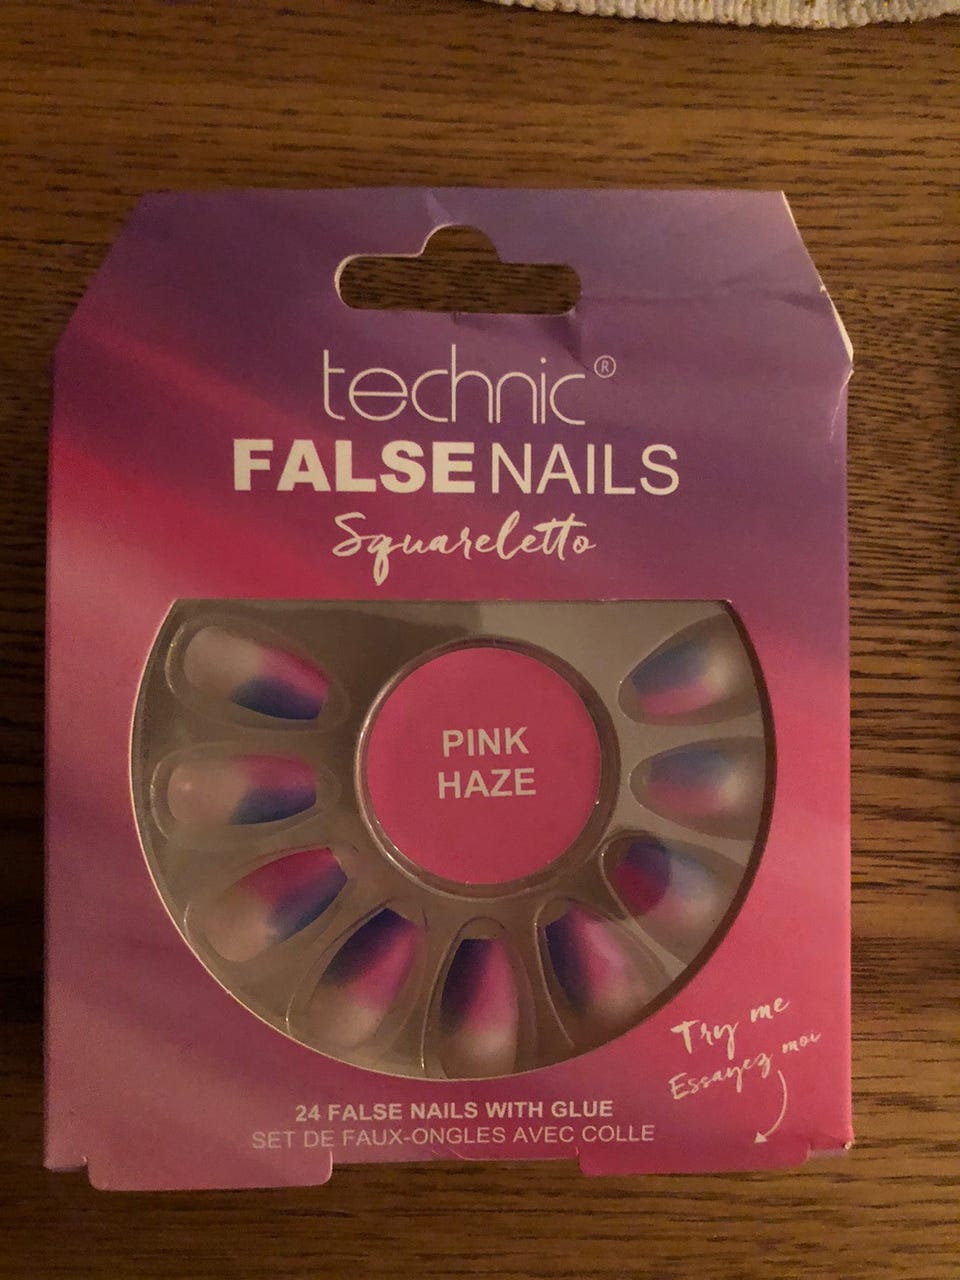 technic®
FALSE NAILS
Squareletto
PINK
HAZE
Try me
Essayez moi
24 FALSE NAILS WITH GLUE
SET DE FAUX-ONGLES AVEC COLLE